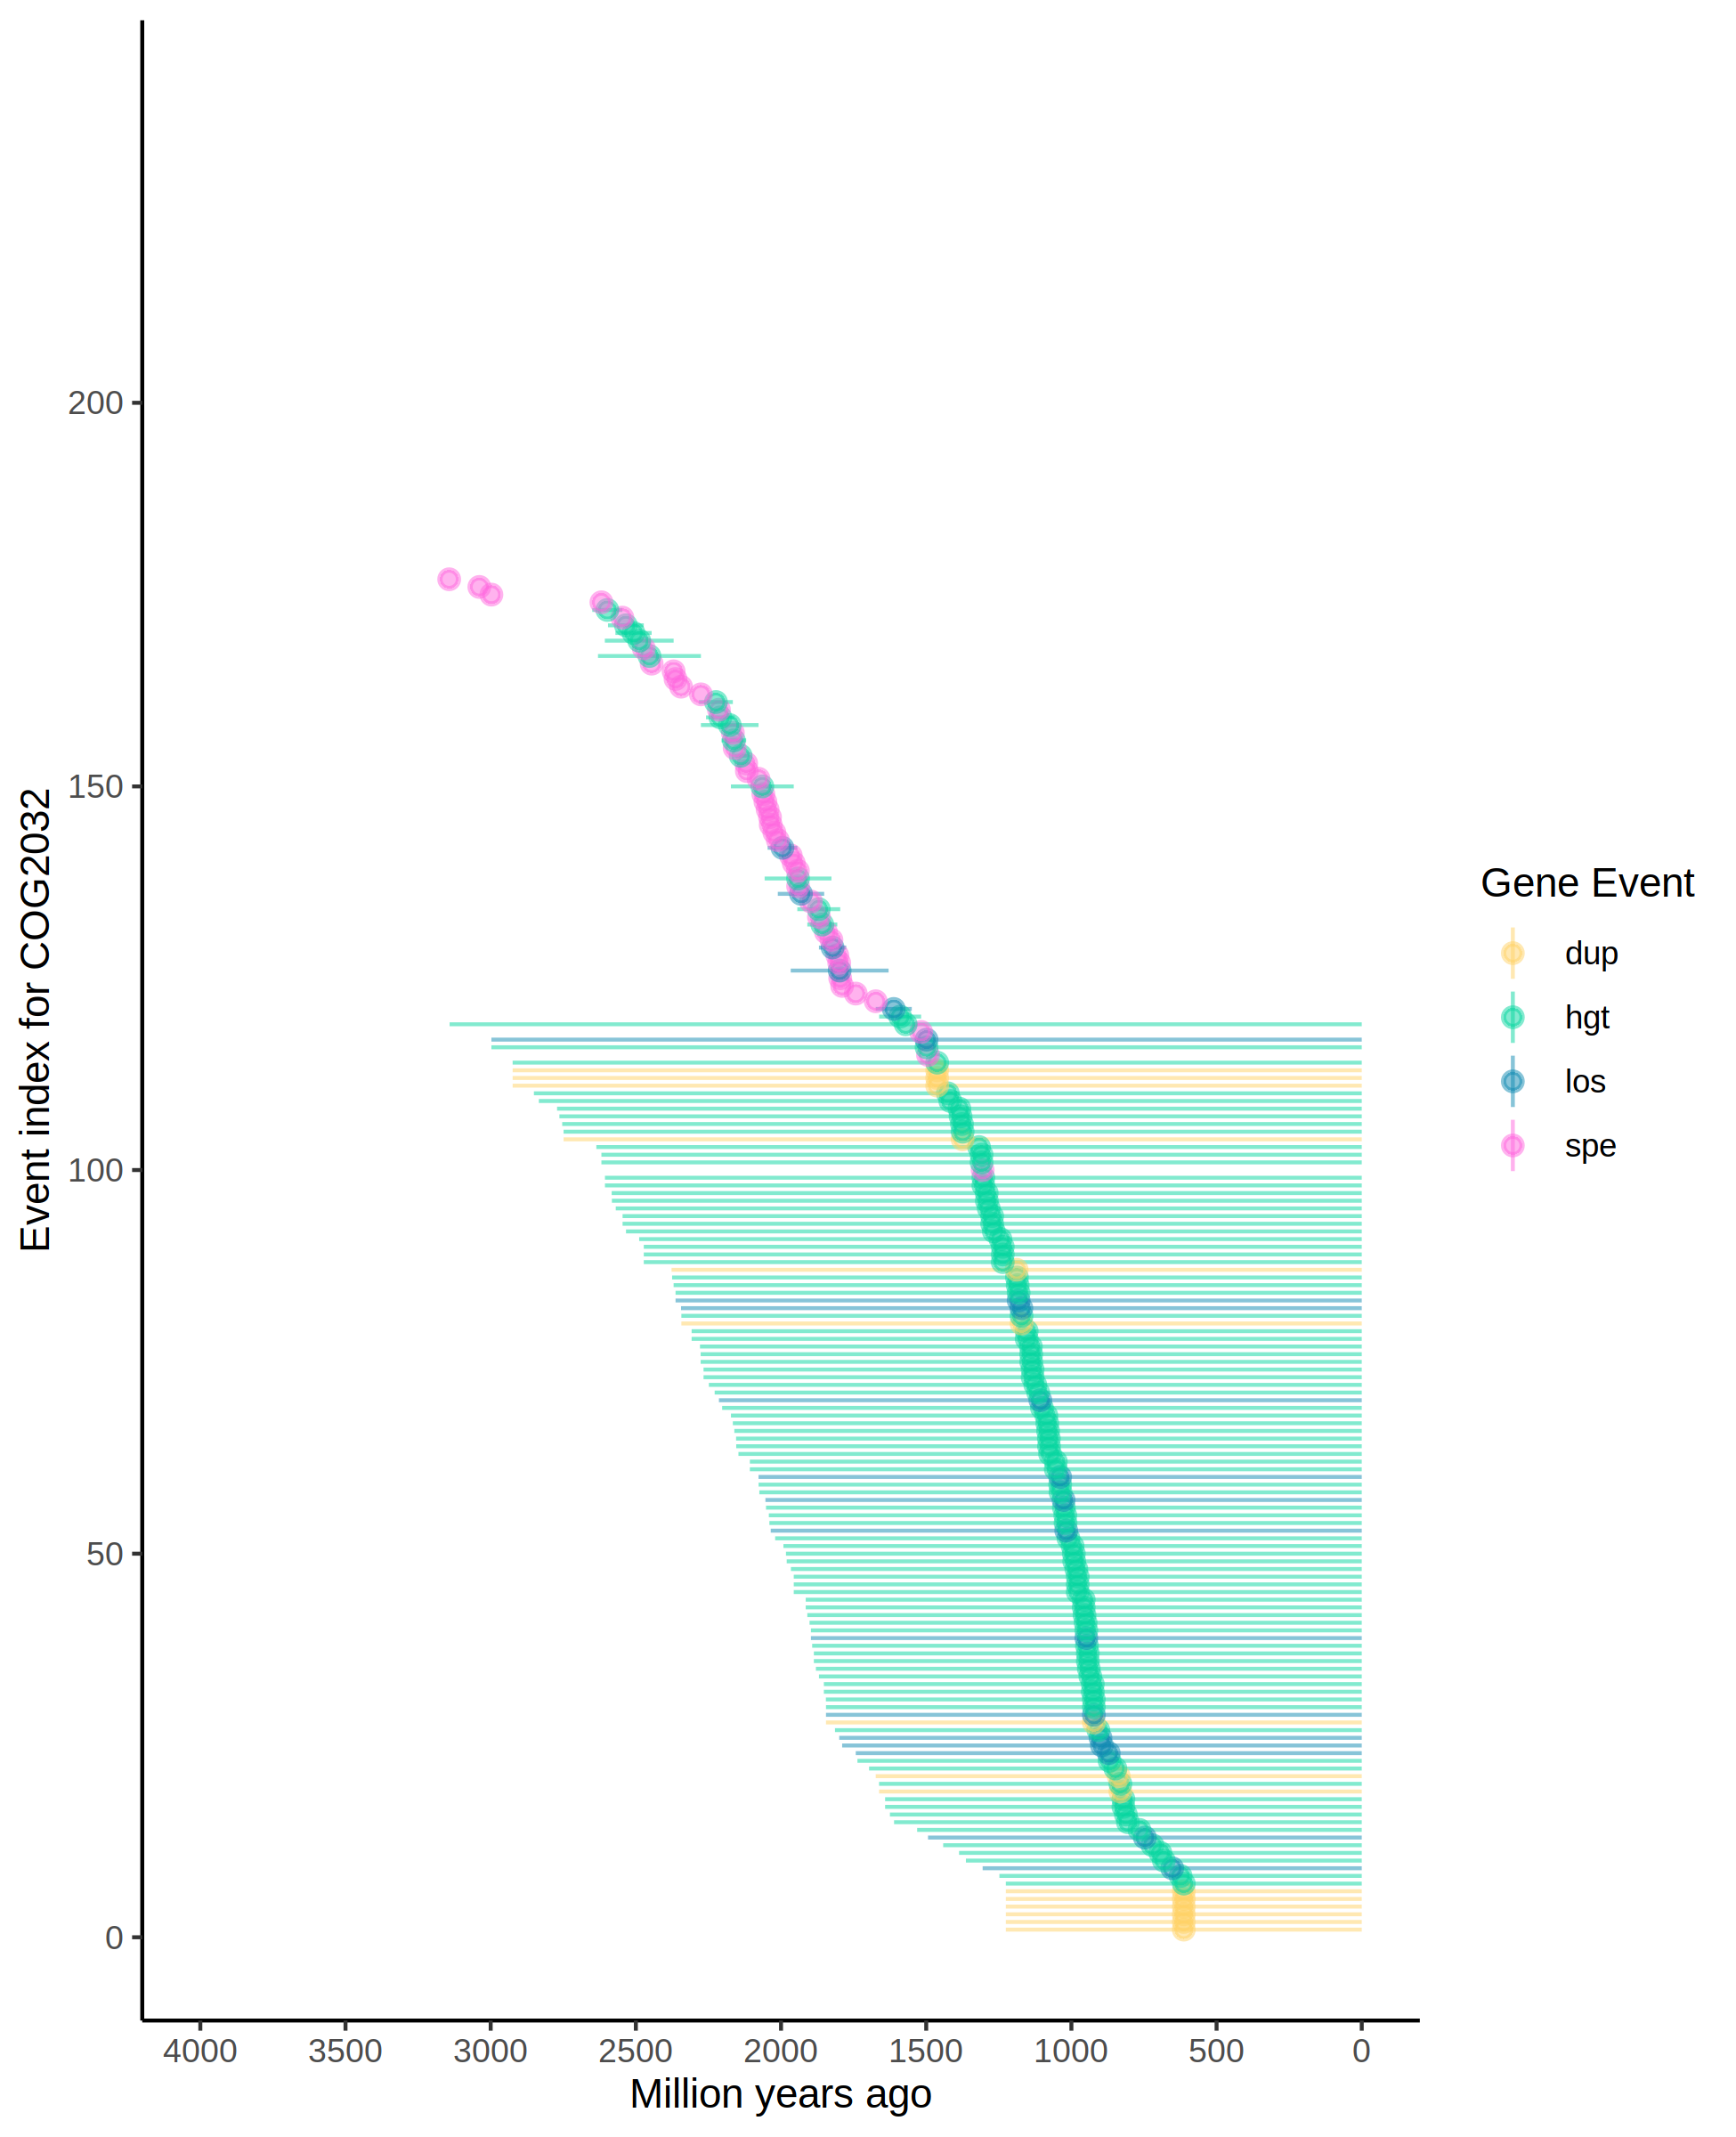 Event index for COG2032
200
150
100
50
0
4000 3500 3000 2500 2000 1500 1000 500 0
Million years ago
Gene Event
dup
hgt
los
spe